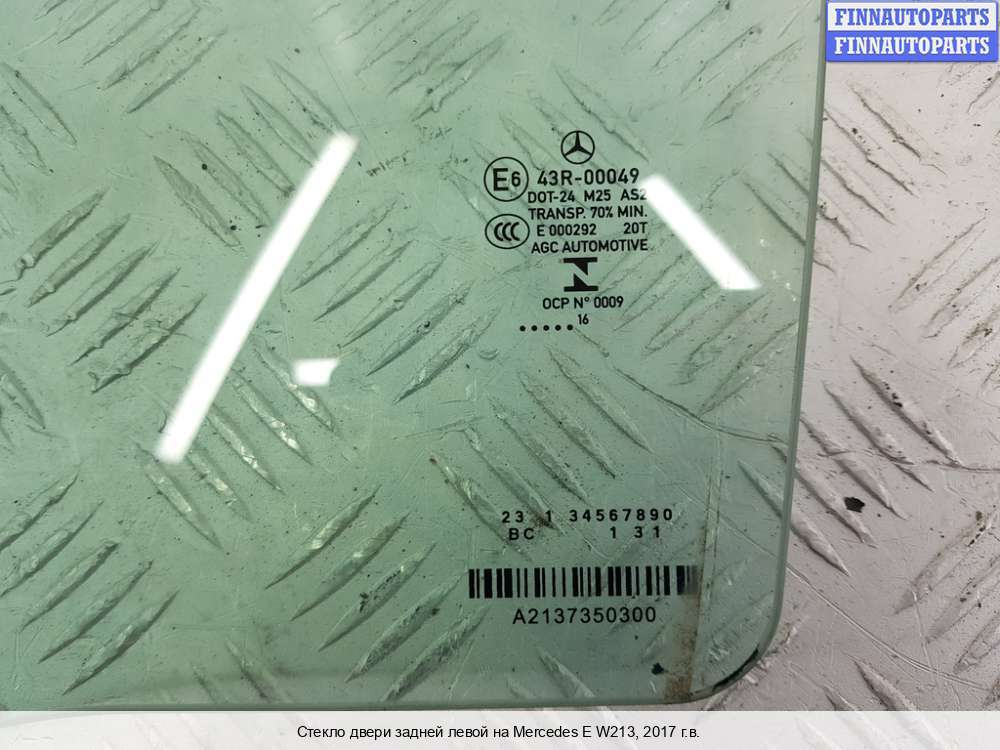 FINNAUTOPARTS
FINNAUTOPARTS
E6 43R-00049
DOT-24 M25 AS2
TRANSP. 70% MIN.
CCC E 000292 20T
AGC AUTOMOTIVE
N
OCP N° 0009
.....16
23 1 34567890
BC 1 3 1
A2137350300
Стекло двери задней левой на Mercedes E W213, 2017 г.в.